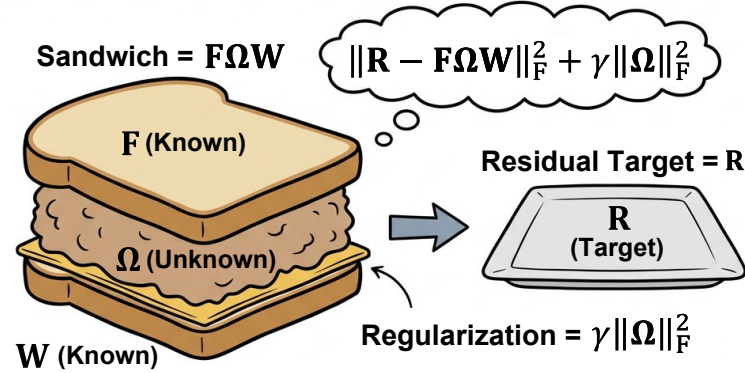 Sandwich = FΩW
‖R − FΩW‖²_F + γ‖Ω‖²_F
F (Known)
Residual Target = R
R
(Target)
Ω (Unknown)
Regularization = γ‖Ω‖²_F
W (Known)